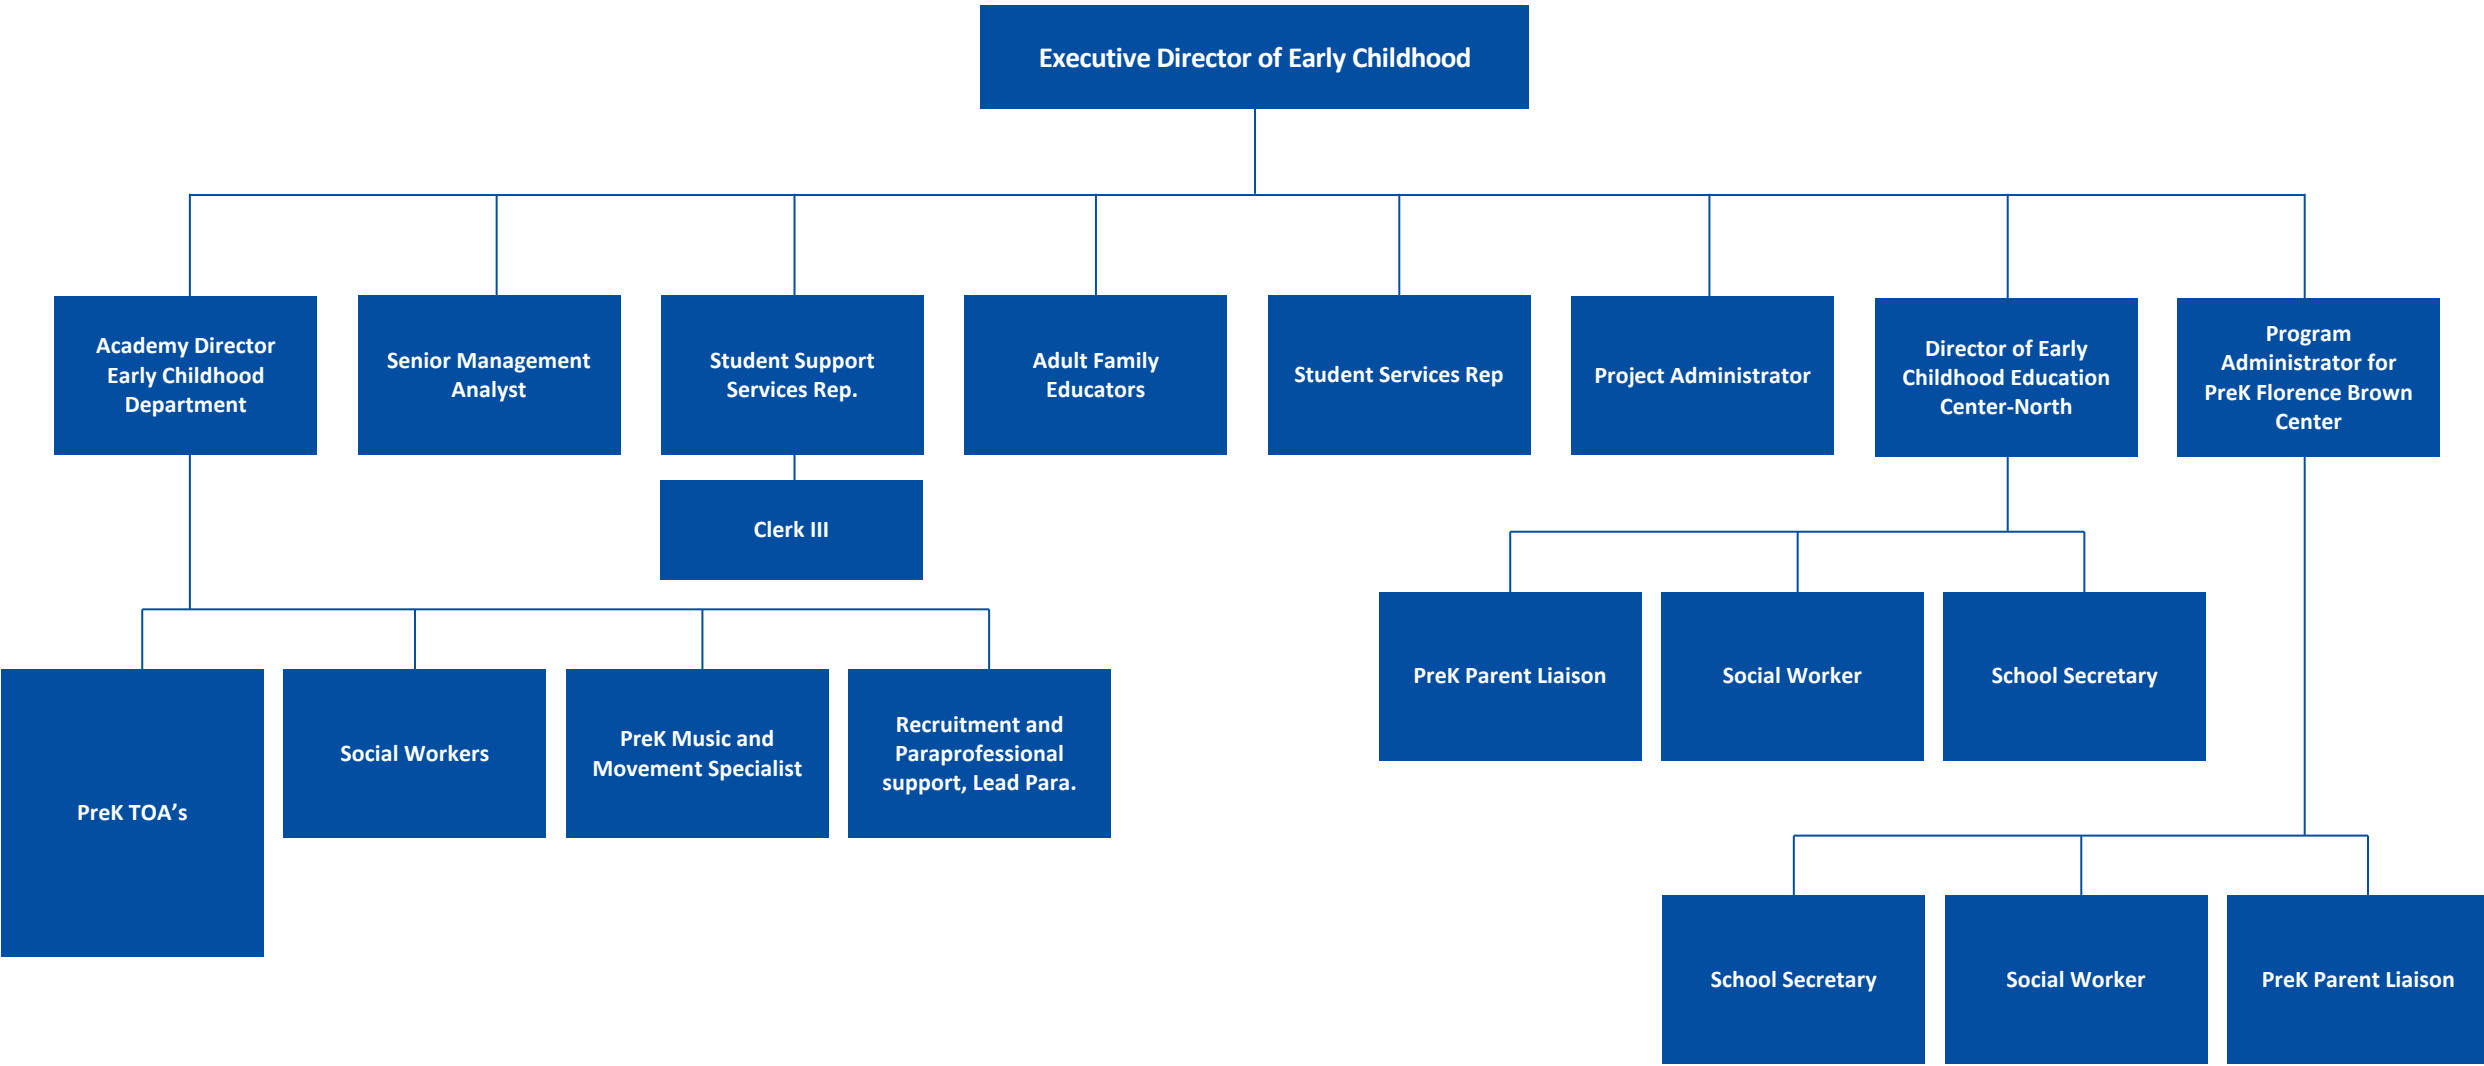 Executive Director of Early Childhood
Academy Director
Early Childhood
Department
Senior Management
Analyst
Student Support
Services Rep.
Adult Family
Educators
Student Services Rep
Project Administrator
Director of Early
Childhood Education
Center-North
Program
Administrator for
PreK Florence Brown
Center
Clerk III
PreK Parent Liaison
Social Worker
School Secretary
PreK TOA’s
Social Workers
PreK Music and
Movement Specialist
Recruitment and
Paraprofessional
support, Lead Para.
School Secretary
Social Worker
PreK Parent Liaison